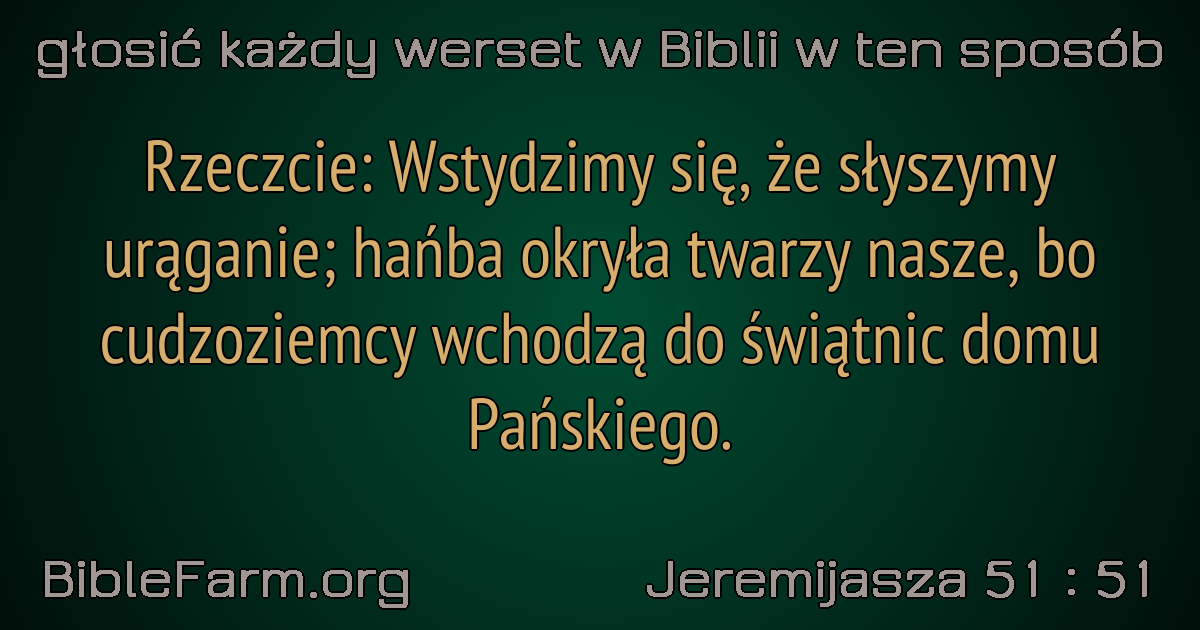 głosić każdy werset w Biblii w ten sposób
Rzeczcie: Wstydzimy się, że słyszymy
urąganie; hańba okryła twarzy nasze, bo
cudzoziemcy wchodzą do świątnic domu
Pańskiego.
BibleFarm.org
Jeremijasza 51 : 51